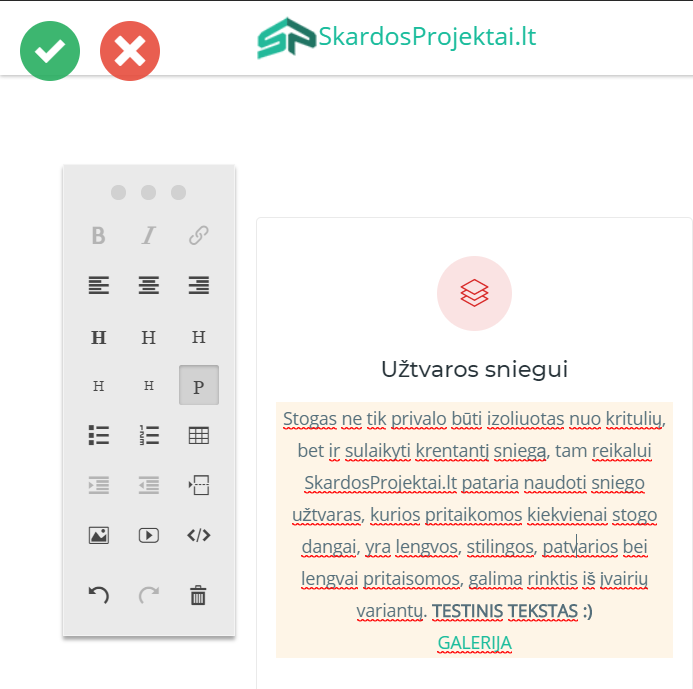 SkardosProjektai.lt
B I
H H H
H H P
Užtvaros sniegui
Stogas ne tik privalo būti izoliuotas nuo kritulių,
bet ir sulaikyti krentantį sniegą, tam reikalui
SkardosProjektai.lt pataria naudoti sniego
užtvaras, kurios pritaikomos kiekvienai stogo
dangai, yra lengvos, stilingos, patvarios bei
lengvai pritaisomos, galima rinktis iš įvairių
variantų. TESTINIS TEKSTAS :)
GALERIJA